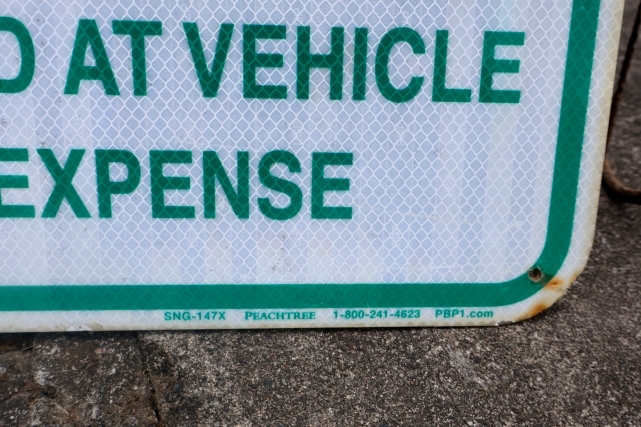 D AT VEHICLE
EXPENSE
SNG-147X PEACHTREE 1-800-241-4623 PBP1.com